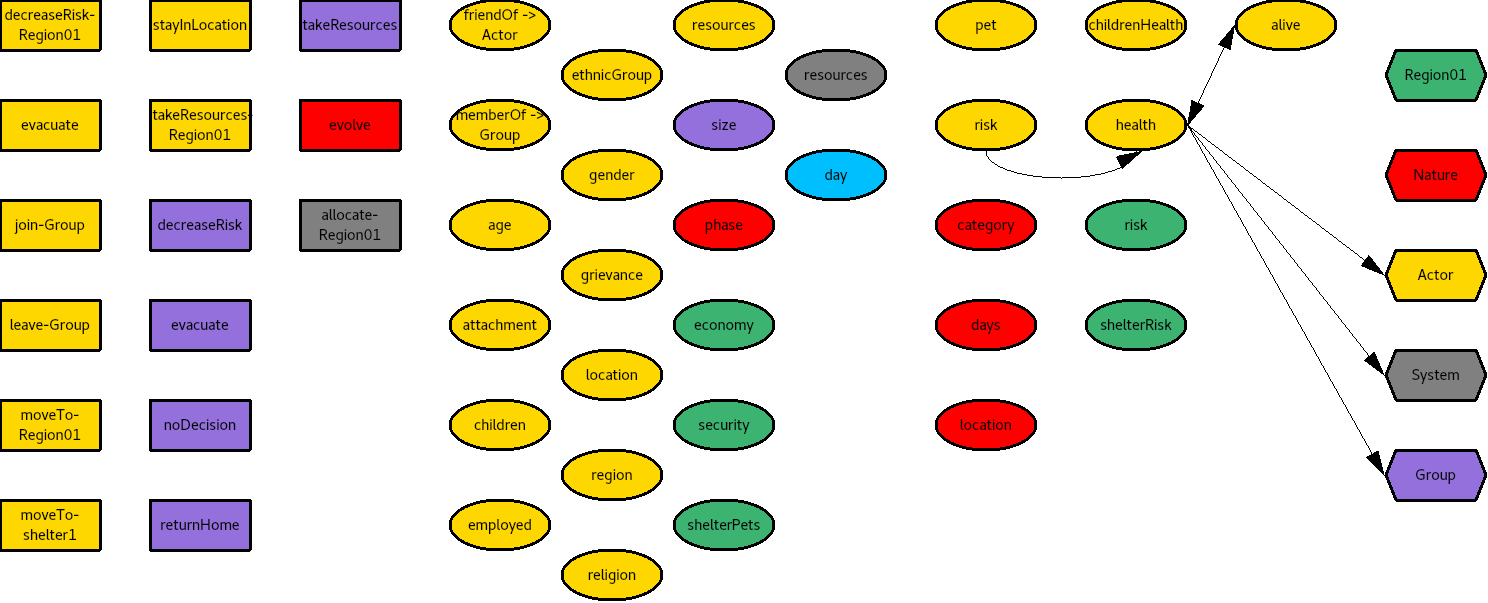 decreaseRisk-
Region01
stayInLocation
takeResources
friendOf ->
Actor
resources
pet
childrenHealth
alive
ethnicGroup
resources
Region01
evacuate
takeResources-
Region01
evolve
memberOf ->
Group
size
risk
health
gender
day
Nature
join-Group
decreaseRisk
allocate-
Region01
age
phase
category
risk
grievance
Actor
leave-Group
evacuate
attachment
economy
days
shelterRisk
location
System
moveTo-
Region01
noDecision
children
security
location
region
Group
moveTo-
shelter1
returnHome
employed
shelterPets
religion